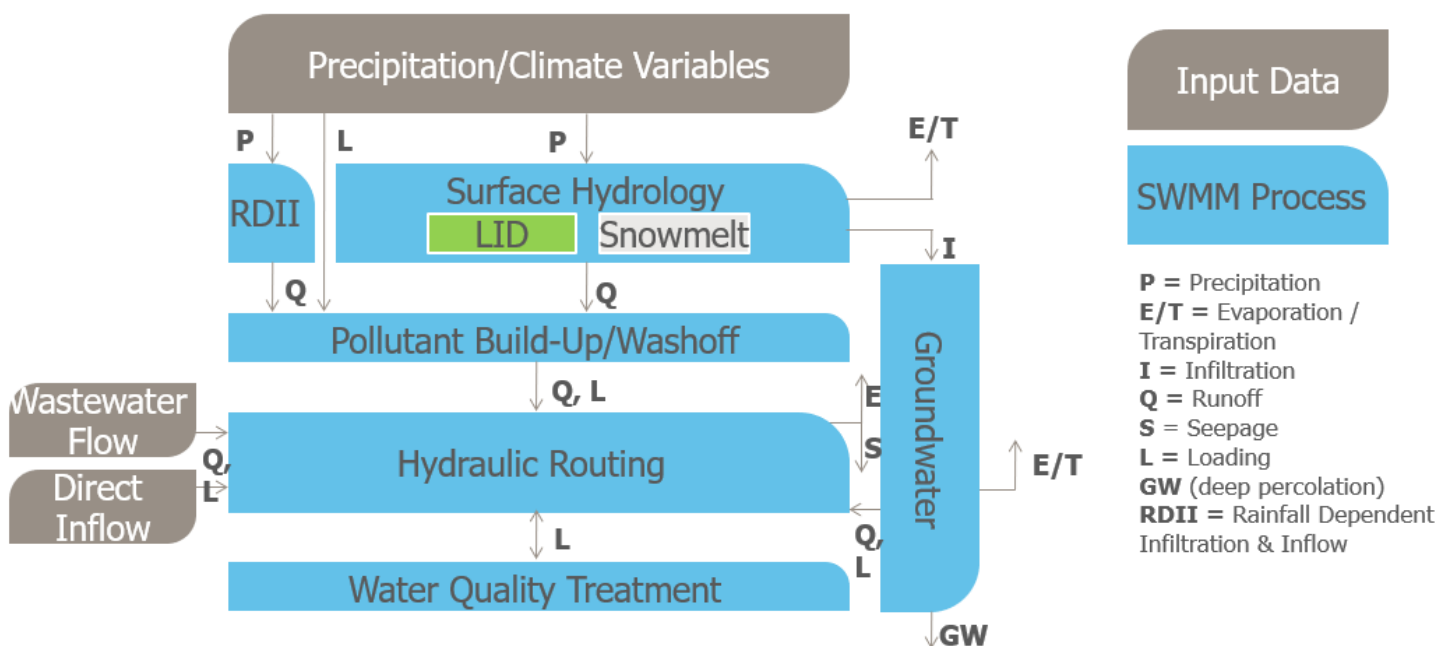 Precipitation/Climate Variables
P
L
P
E/T
RDII
Surface Hydrology
LID
Snowmelt
I
Q
Q
Pollutant Build-Up/Washoff
Q, L
E
S
Groundwater
Wastewater
Flow
Q,
L
Direct
Inflow
Hydraulic Routing
E/T
L
Q,
L
Water Quality Treatment
GW
Input Data
SWMM Process
P = Precipitation
E/T = Evaporation /
Transpiration
I = Infiltration
Q = Runoff
S = Seepage
L = Loading
GW (deep percolation)
RDII = Rainfall Dependent
Infiltration & Inflow